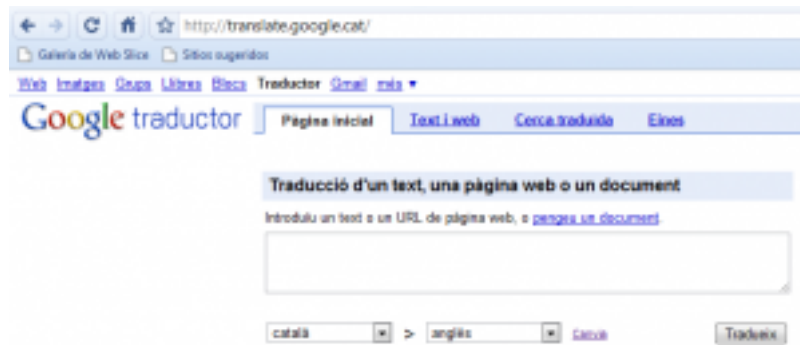 http://translate.google.cat/
Galería de Web Slice Sitios sugeridos
Web Imatges Grups Llibres Blocs Traductor Gmail més ▼
Google traductor Pàgina inicial Text i web Cerca traduïda Eines
Traducció d'un text, una pàgina web o un document
Introduïu un text o un URL de pàgina web, o pengeu un document.
català > anglès Canvia Tradueix